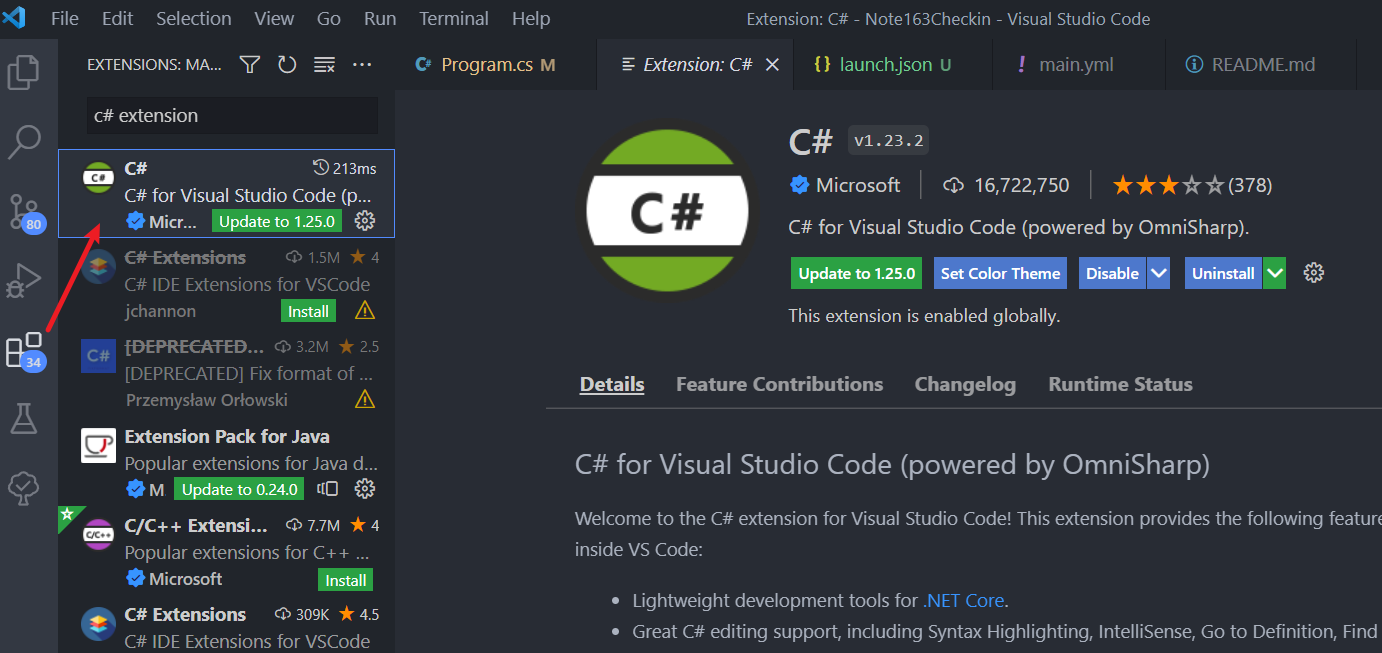 File Edit Selection View Go Run Terminal Help
Extension: C# - Note163Checkin - Visual Studio Code
EXTENSIONS: MA...
C# Program.cs M
Extension: C#
{} launch.json U
! main.yml
README.md
c# extension
80
34
C#
C# 213ms
C# for Visual Studio Code (p...
Micr... Update to 1.25.0
C# Extensions 1.5M 4
C# IDE Extensions for VSCode
jchannon Install
C#
[DEPRECATED... 3.2M 2.5
[DEPRECATED] Fix format of ...
Przemysław Orłowski
Extension Pack for Java
Popular extensions for Java d...
M Update to 0.24.0
C/C++
C/C++ Extensi... 7.7M 4
Popular extensions for C++ ...
Microsoft Install
C# Extensions 309K 4.5
C# IDE Extensions for VSCode
C#
C# v1.23.2
Microsoft 16,722,750 (378)
C# for Visual Studio Code (powered by OmniSharp).
Update to 1.25.0 Set Color Theme Disable Uninstall
This extension is enabled globally.
Details Feature Contributions Changelog Runtime Status
C# for Visual Studio Code (powered by OmniSharp)
Welcome to the C# extension for Visual Studio Code! This extension provides the following feature
inside VS Code:
• Lightweight development tools for .NET Core.
• Great C# editing support, including Syntax Highlighting, IntelliSense, Go to Definition, Find